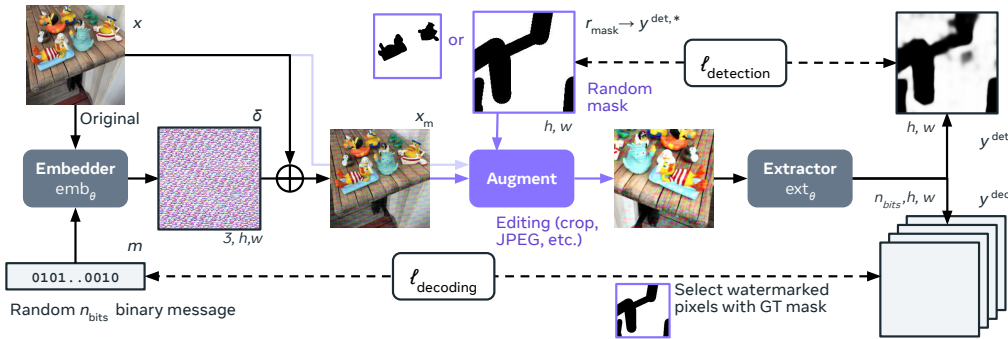 x
Original
Embedder
emb_θ
δ
3, h,w
m
0101..0010
Random n_bits binary message
x_m
or
r_mask → y^det,*
Random
mask
h, w
Augment
Editing (crop,
JPEG, etc.)
ℓ_detection
Extractor
ext_θ
h, w
y^det
n_bits, h, w
y^dec
ℓ_decoding
Select watermarked
pixels with GT mask